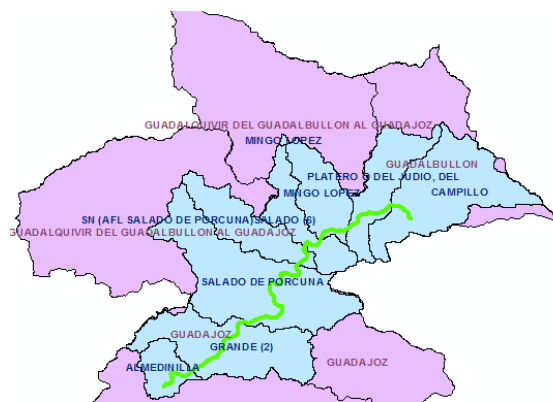 GUADALQUIVIR DEL GUADALBULLON AL GUADAJOZ
MINGO LOPEZ
GUADALBULLON
PLATERO O DEL JUDIO, DEL
MINGO LOPEZ
CAMPILLO
SN (AFL SALADO DE PORCUNA)
SALADO (6)
GUADALQUIVIR DEL GUADALBULLON AL GUADAJOZ
SALADO DE PORCUNA
GUADAJOZ
GRANDE (2)
ALMEDINILLA
GUADAJOZ